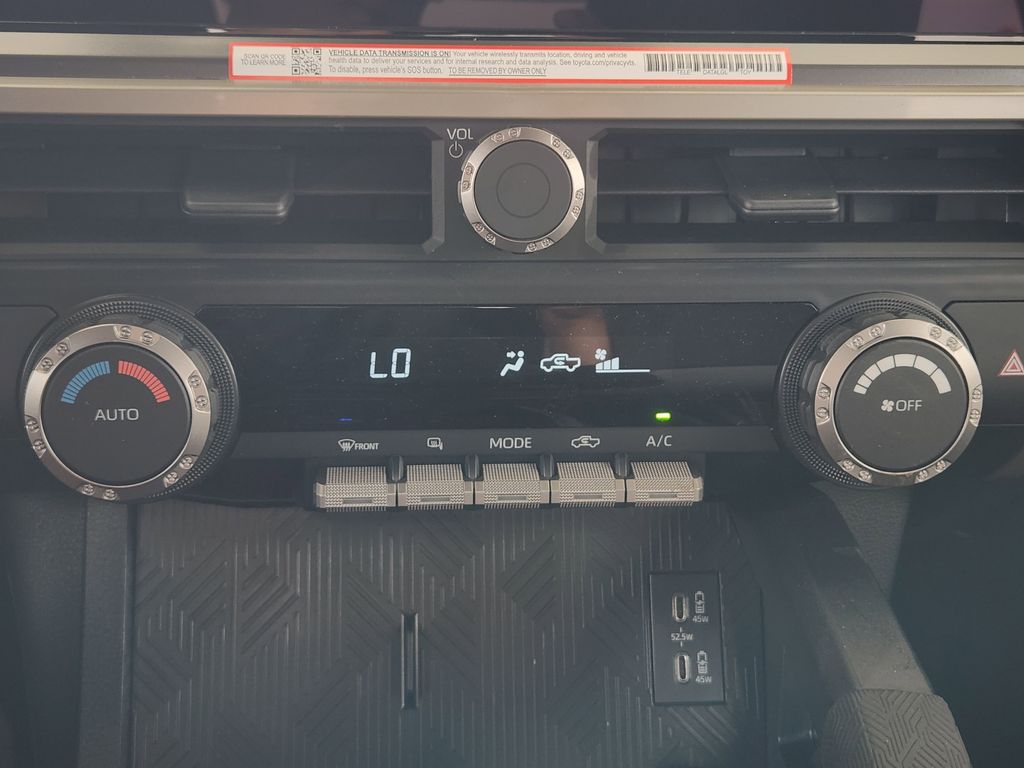 SCAN QR CODE
TO LEARN MORE
VEHICLE DATA TRANSMISSION IS ON! Your vehicle wirelessly transmits location, driving and vehicle
health data to deliver your services and for internal research and data analysis. See toyota.com/privacyvts.
To disable, press vehicle's SOS button. TO BE REMOVED BY OWNER ONLY
TELE DATALGL TOY
VOL
LO
AUTO
OFF
FRONT
MODE
A/C
45W
52.5W
45W